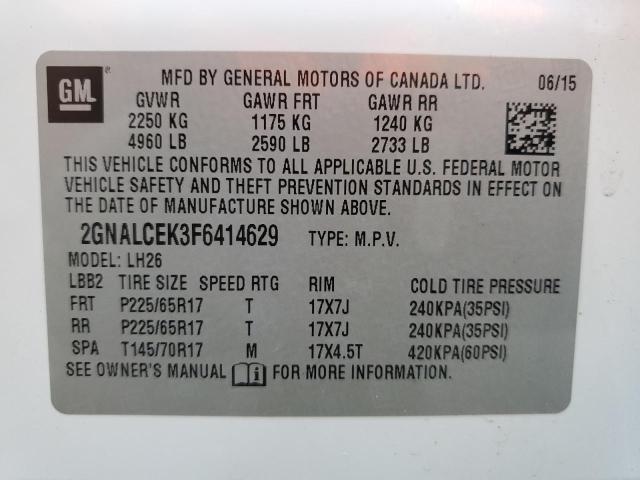 GM
MFD BY GENERAL MOTORS OF CANADA LTD. 06/15
GVWR GAWR FRT GAWR RR
2250 KG 1175 KG 1240 KG
4960 LB 2590 LB 2733 LB
THIS VEHICLE CONFORMS TO ALL APPLICABLE U.S. FEDERAL MOTOR
VEHICLE SAFETY AND THEFT PREVENTION STANDARDS IN EFFECT ON
THE DATE OF MANUFACTURE SHOWN ABOVE.
2GNALCEK3F6414629 TYPE: M.P.V.
MODEL: LH26
LBB2 TIRE SIZE SPEED RTG RIM COLD TIRE PRESSURE
FRT P225/65R17 T 17X7J 240KPA(35PSI)
RR P225/65R17 T 17X7J 240KPA(35PSI)
SPA T145/70R17 M 17X4.5T 420KPA(60PSI)
SEE OWNER'S MANUAL FOR MORE INFORMATION.